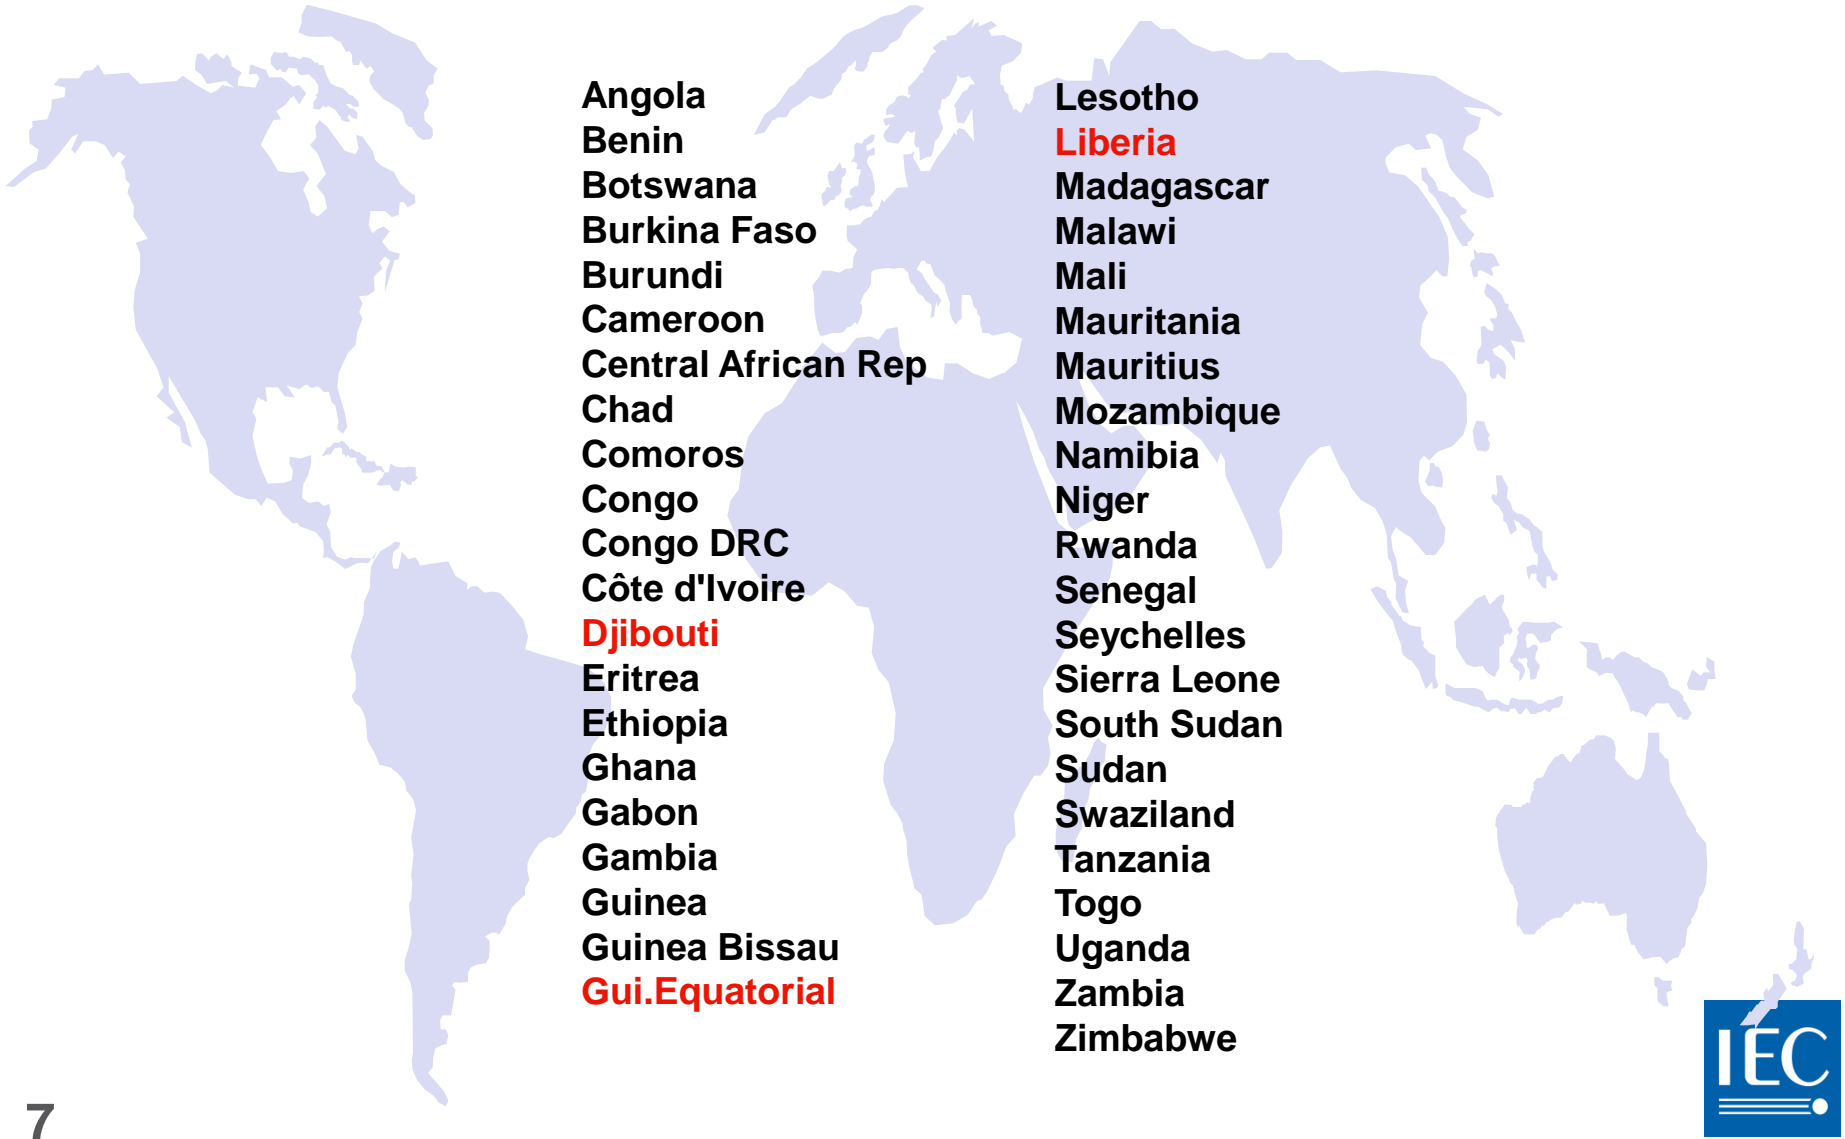 Angola
Benin
Botswana
Burkina Faso
Burundi
Cameroon
Central African Rep
Chad
Comoros
Congo
Congo DRC
Côte d'Ivoire
Djibouti
Eritrea
Ethiopia
Ghana
Gabon
Gambia
Guinea
Guinea Bissau
Gui.Equatorial
Lesotho
Liberia
Madagascar
Malawi
Mali
Mauritania
Mauritius
Mozambique
Namibia
Niger
Rwanda
Senegal
Seychelles
Sierra Leone
South Sudan
Sudan
Swaziland
Tanzania
Togo
Uganda
Zambia
Zimbabwe
IEC
7